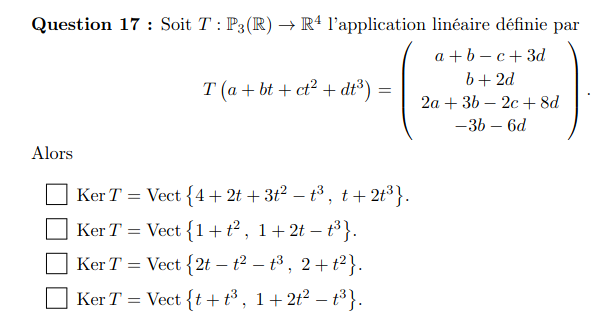 Question 17 : Soit T : ℙ₃(ℝ) → ℝ⁴ l'application linéaire définie par
T (a + bt + ct² + dt³) = ( a + b − c + 3d
b + 2d
2a + 3b − 2c + 8d
−3b − 6d ) .
Alors
Ker T = Vect {4 + 2t + 3t² − t³ , t + 2t³}.
Ker T = Vect {1 + t² , 1 + 2t − t³}.
Ker T = Vect {2t − t² − t³ , 2 + t²}.
Ker T = Vect {t + t³ , 1 + 2t² − t³}.